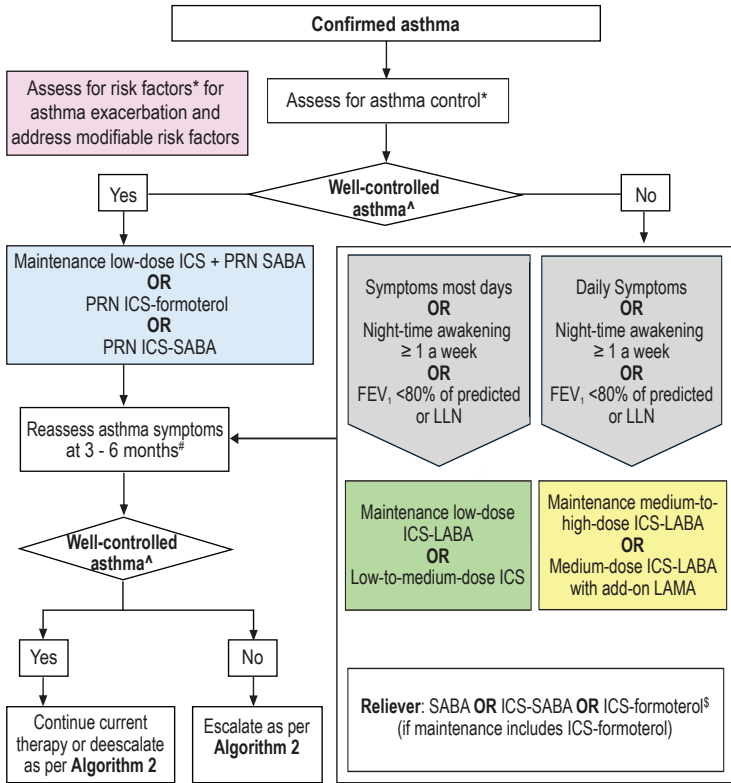 Confirmed asthma
Assess for risk factors* for
asthma exacerbation and
address modifiable risk factors
Assess for asthma control*
Well-controlled
asthma^
Yes
No
Maintenance low-dose ICS + PRN SABA
OR
PRN ICS-formoterol
OR
PRN ICS-SABA
Symptoms most days
OR
Night-time awakening
≥ 1 a week
OR
FEV₁ <80% of predicted
or LLN
Daily Symptoms
OR
Night-time awakening
≥ 1 a week
OR
FEV₁ <80% of predicted
or LLN
Reassess asthma symptoms
at 3 - 6 months#
Maintenance low-dose
ICS-LABA
OR
Low-to-medium-dose ICS
Maintenance medium-to-
high-dose ICS-LABA
OR
Medium-dose ICS-LABA
with add-on LAMA
Well-controlled
asthma^
Yes
No
Continue current
therapy or deescalate
as per Algorithm 2
Escalate as per
Algorithm 2
Reliever: SABA OR ICS-SABA OR ICS-formoterol$
(if maintenance includes ICS-formoterol)